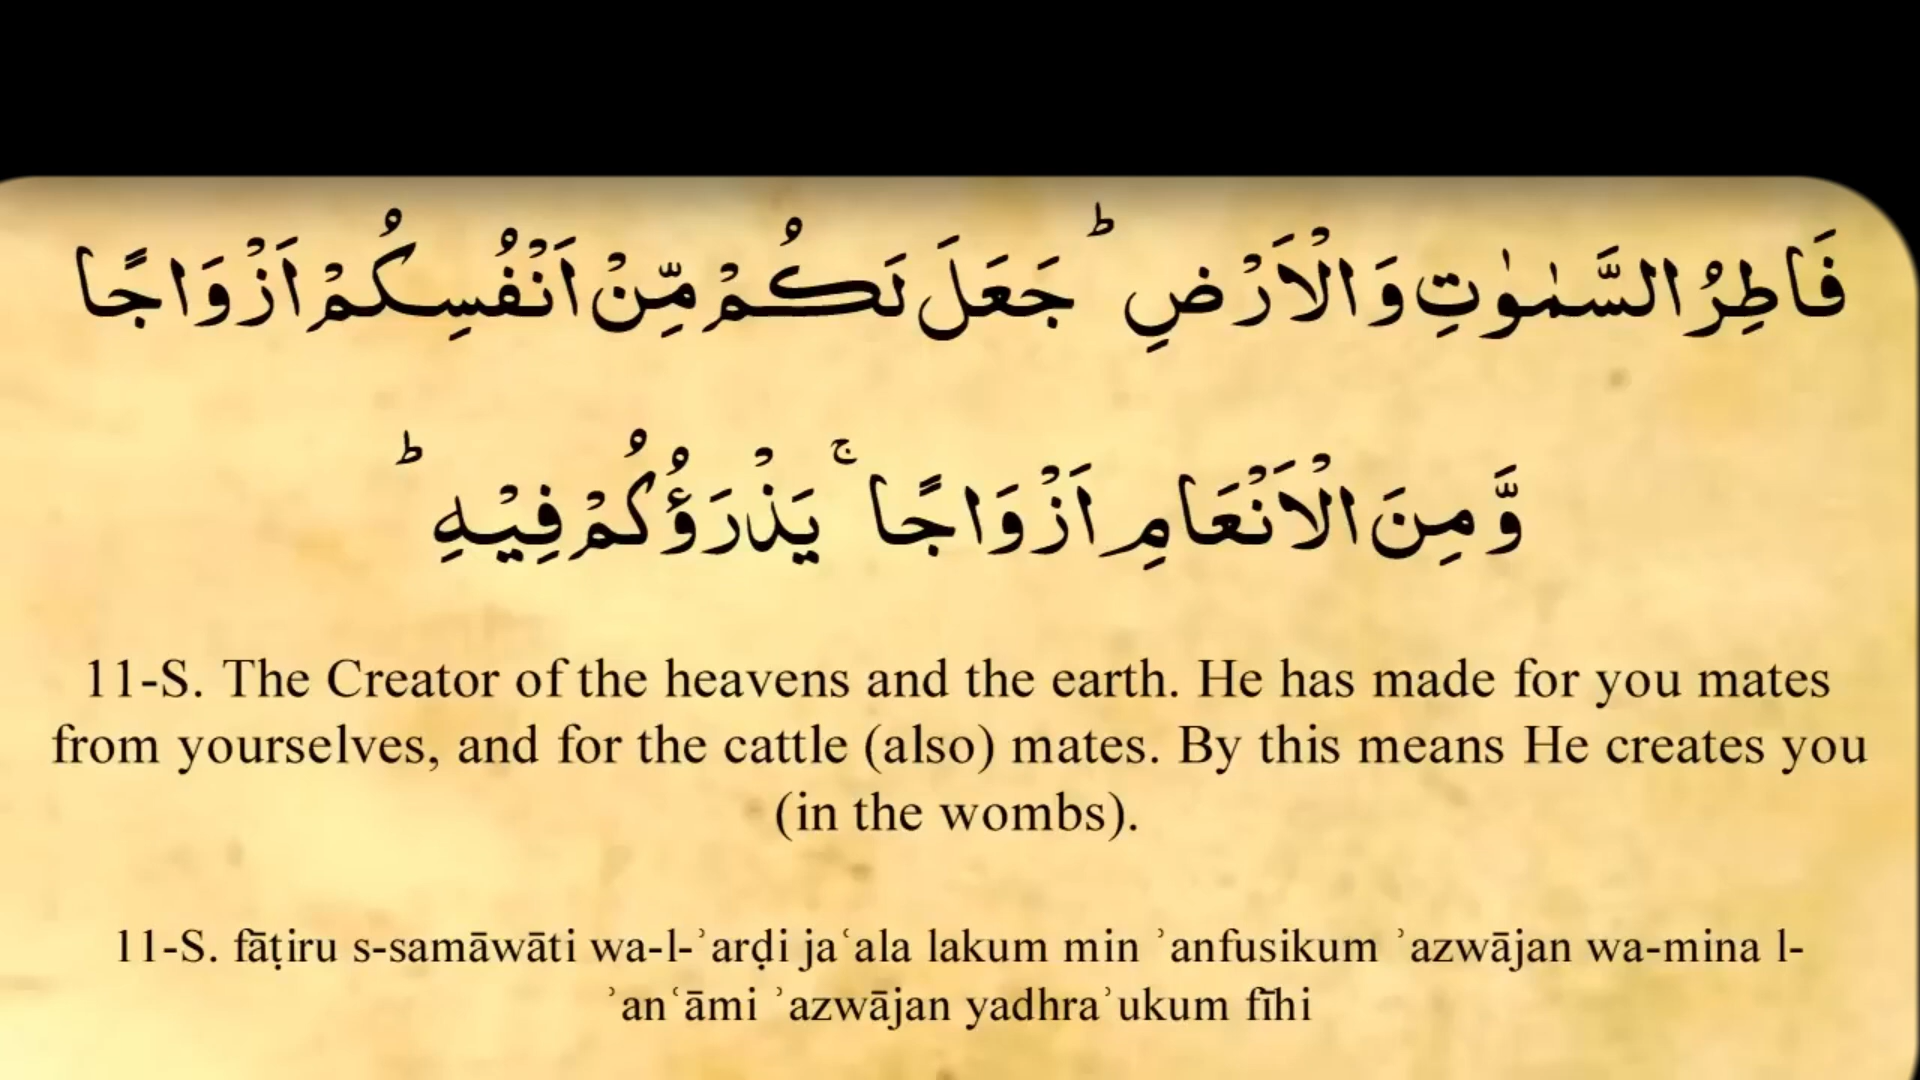 فَاطِرُ السَّمٰوٰتِ وَالْاَرْضِ ؕ جَعَلَ لَكُمْ مِّنْ اَنْفُسِكُمْ اَزْوَاجًا
وَّمِنَ الْاَنْعَامِ اَزْوَاجًا ۚ يَذْرَؤُكُمْ فِيْهِ ؕ
11-S. The Creator of the heavens and the earth. He has made for you mates
from yourselves, and for the cattle (also) mates. By this means He creates you
(in the wombs).
11-S. fāṭiru s-samāwāti wa-l-ʾarḍi jaʿala lakum min ʾanfusikum ʾazwājan wa-mina l-
ʾanʿāmi ʾazwājan yadhraʾukum fīhi